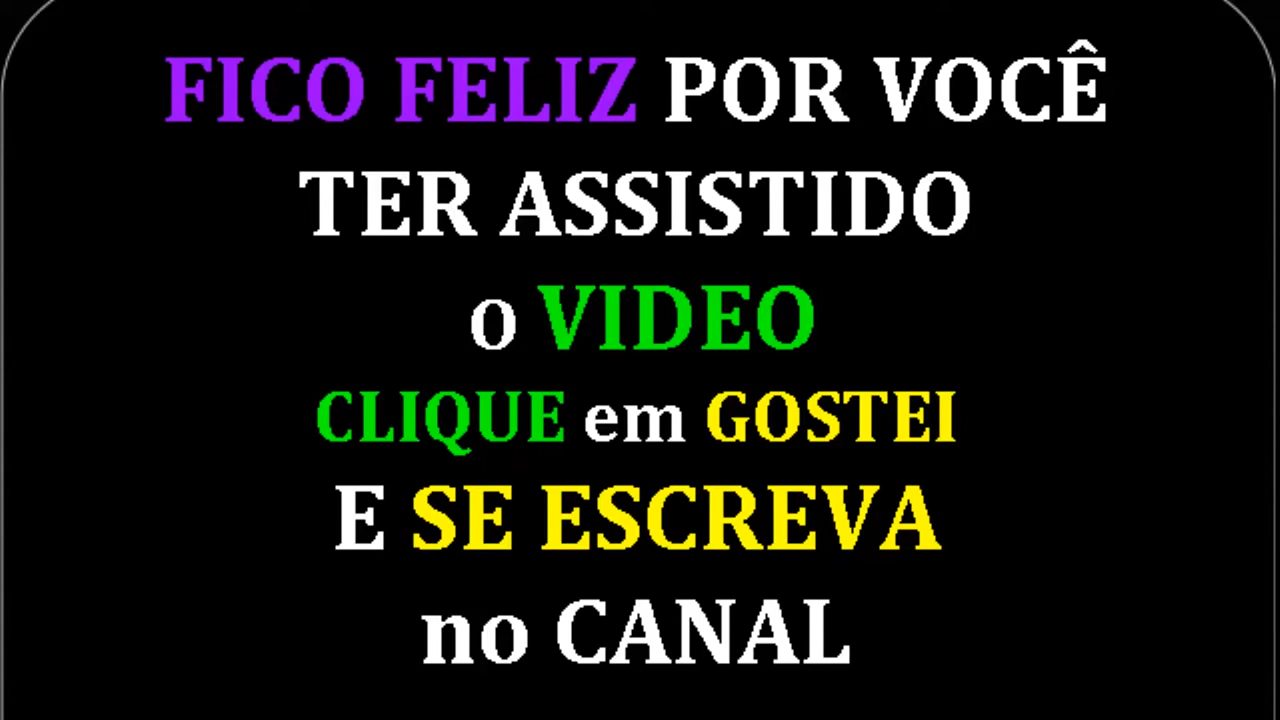 FICO FELIZ POR VOCÊ
TER ASSISTIDO
O VIDEO
CLIQUE em GOSTEI
E SE ESCREVA
no CANAL